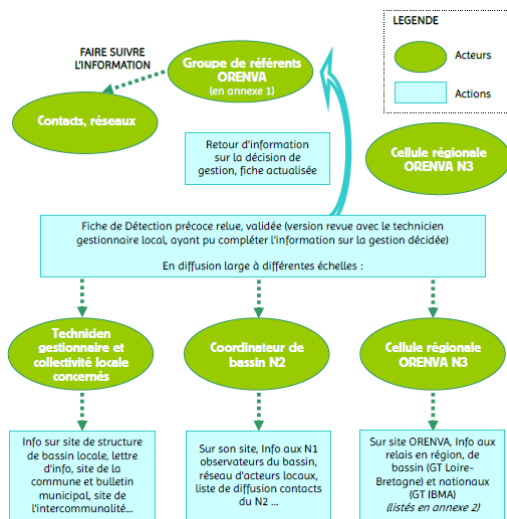 LEGENDE
Acteurs
Actions
FAIRE SUIVRE
L'INFORMATION
Groupe de référents
ORENVA
(en annexe 1)
Contacts, réseaux
Retour d'information
sur la décision de
gestion, fiche actualisée
Cellule régionale
ORENVA N3
Fiche de Détection précoce relue, validée (version revue avec le technicien
gestionnaire local, ayant pu compléter l'information sur la gestion décidée)
En diffusion large à différentes échelles :
Technicien
gestionnaire et
collectivité locale
concernés
Coordinateur de
bassin N2
Cellule régionale
ORENVA N3
Info sur site de structure
de bassin locale, lettre
d'info, site de la
commune et bulletin
municipal, site de
l'intercommunalité...
Sur son site, Info aux N1
observateurs du bassin,
réseau d'acteurs locaux,
liste de diffusion contacts
du N2 ...
Sur site ORENVA, Info aux
relais en région, de
bassin (GT Loire-
Bretagne) et nationaux
(GT IBMA)
(listés en annexe 2)